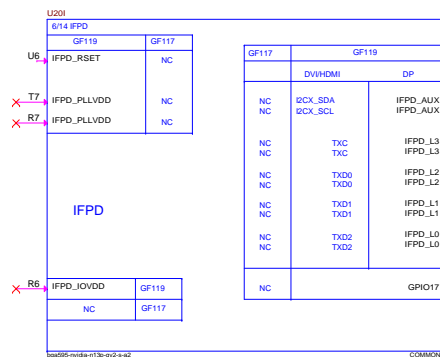 U20I
6/14 IFPD
GF119 GF117
U6 IFPD_RSET NC
T7 IFPD_PLLVDD NC
R7 IFPD_PLLVDD NC
IFPD
R6 IFPD_IOVDD GF119
NC GF117
GF117 GF119
DVI/HDMI DP
NC I2CX_SDA IFPD_AUX
NC I2CX_SCL IFPD_AUX
NC TXC IFPD_L3
NC TXC IFPD_L3
NC TXD0 IFPD_L2
NC TXD0 IFPD_L2
NC TXD1 IFPD_L1
NC TXD1 IFPD_L1
NC TXD2 IFPD_L0
NC TXD2 IFPD_L0
NC GPIO17
bga595-nvidia-n13p-gv2-s-a2 COMMON